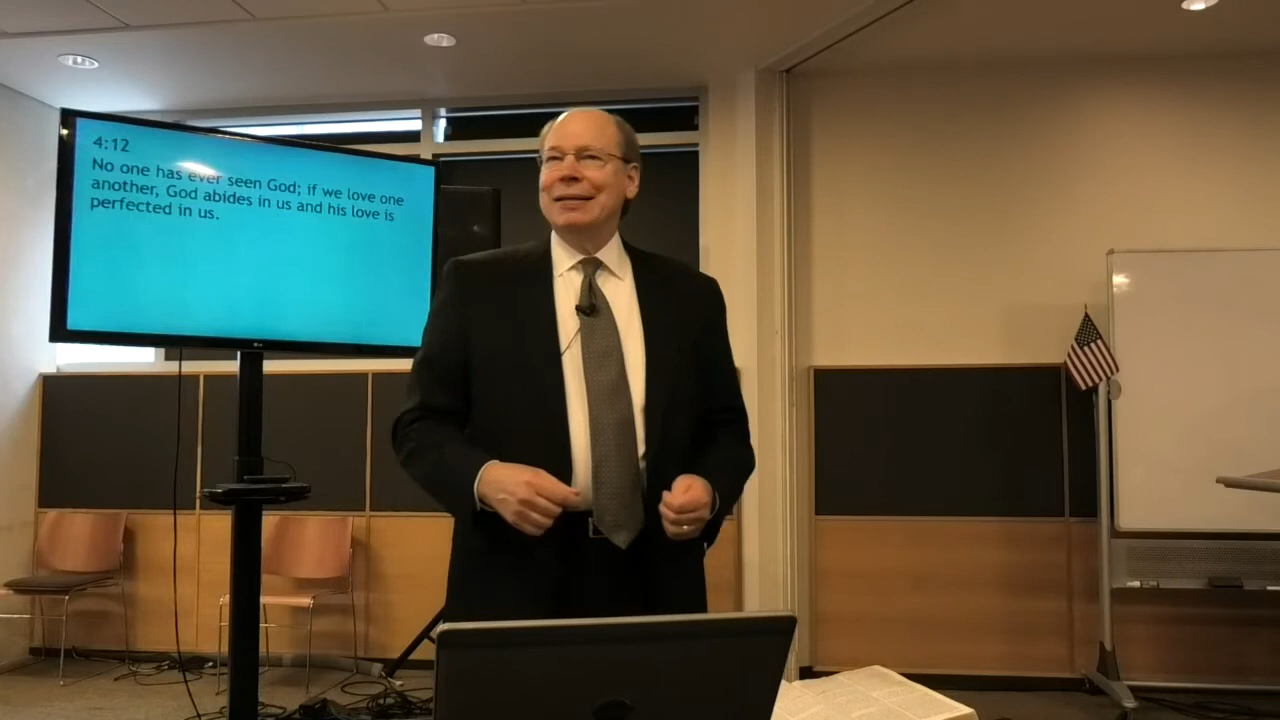 4:12
No one has ever seen God; if we love one
another, God abides in us and his love is
perfected in us.
LG